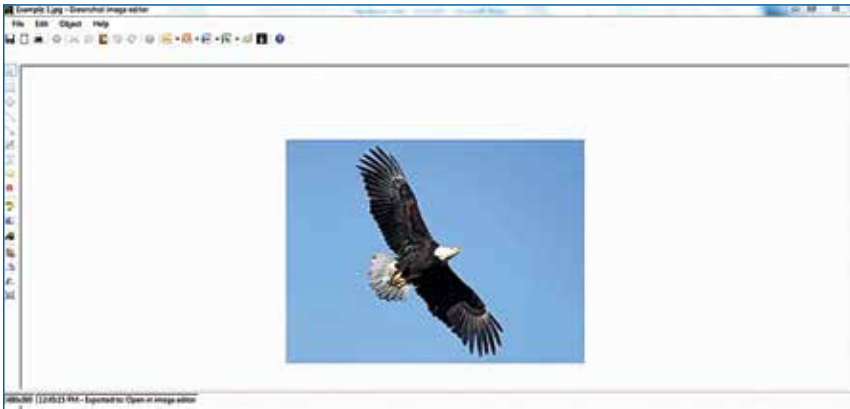 Example 1.jpg - Greenshot image editor
File Edit Object Help
480x360 12:45:15 PM - Exported to: Open in image editor